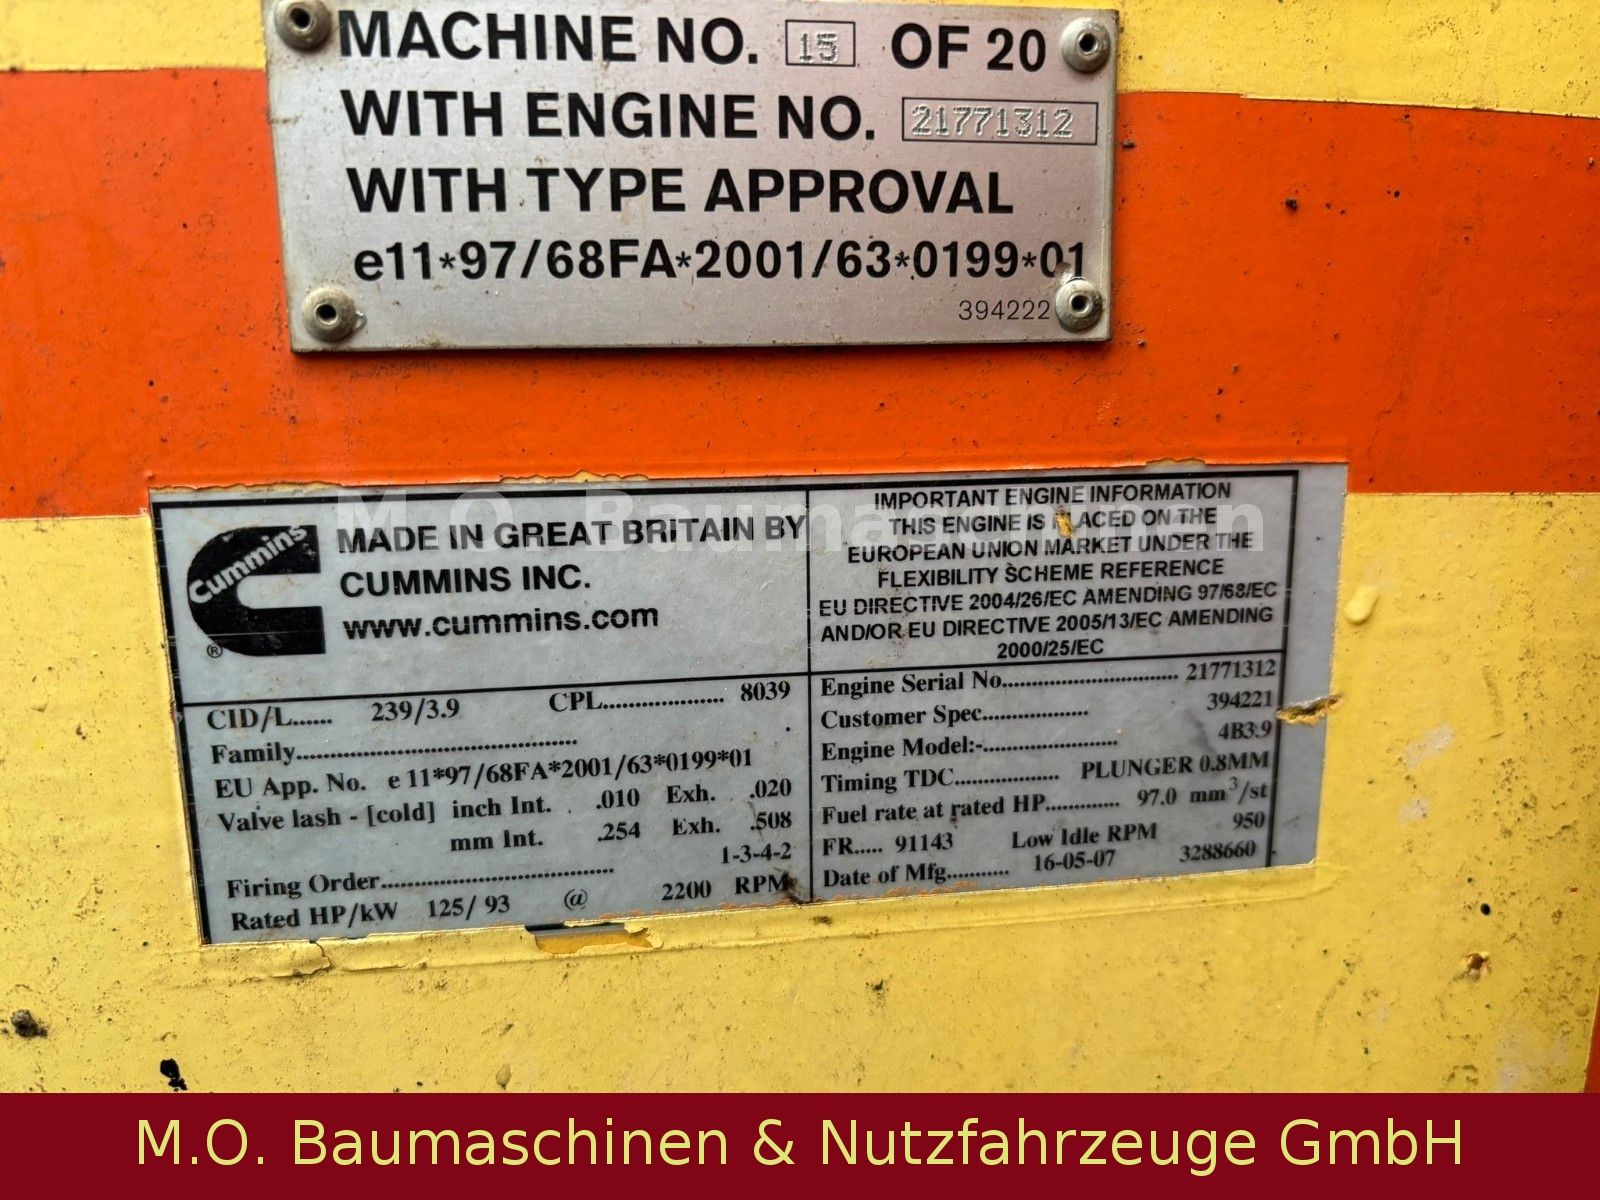 MACHINE NO. 15 OF 20
WITH ENGINE NO. 21771312
WITH TYPE APPROVAL
e11*97/68FA*2001/63*0199*01
394222
M.O. Baumaschinen
Cummins
®
MADE IN GREAT BRITAIN BY
CUMMINS INC.
www.cummins.com
IMPORTANT ENGINE INFORMATION
THIS ENGINE IS PLACED ON THE
EUROPEAN UNION MARKET UNDER THE
FLEXIBILITY SCHEME REFERENCE
EU DIRECTIVE 2004/26/EC AMENDING 97/68/EC
AND/OR EU DIRECTIVE 2005/13/EC AMENDING
2000/25/EC
CID/L....... 239/3.9 CPL..................... 8039
Family................................................ .
EU App. No. e 11*97/68FA*2001/63*0199*01
Valve lash - [cold] inch Int. .010 Exh. .020
mm Int. .254 Exh. .508
Firing Order........................................ 1-3-4-2
Rated HP/kW 125/ 93 @ 2200 RPM
Engine Serial No............................... 21771312
Customer Spec.................. 394221
Engine Model:-....................... 4B3.9
Timing TDC.................. PLUNGER 0.8MM
Fuel rate at rated HP............. 97.0 mm³/st
FR..... 91143 Low Idle RPM 950
Date of Mfg........... 16-05-07 3288660 .
M.O. Baumaschinen & Nutzfahrzeuge GmbH